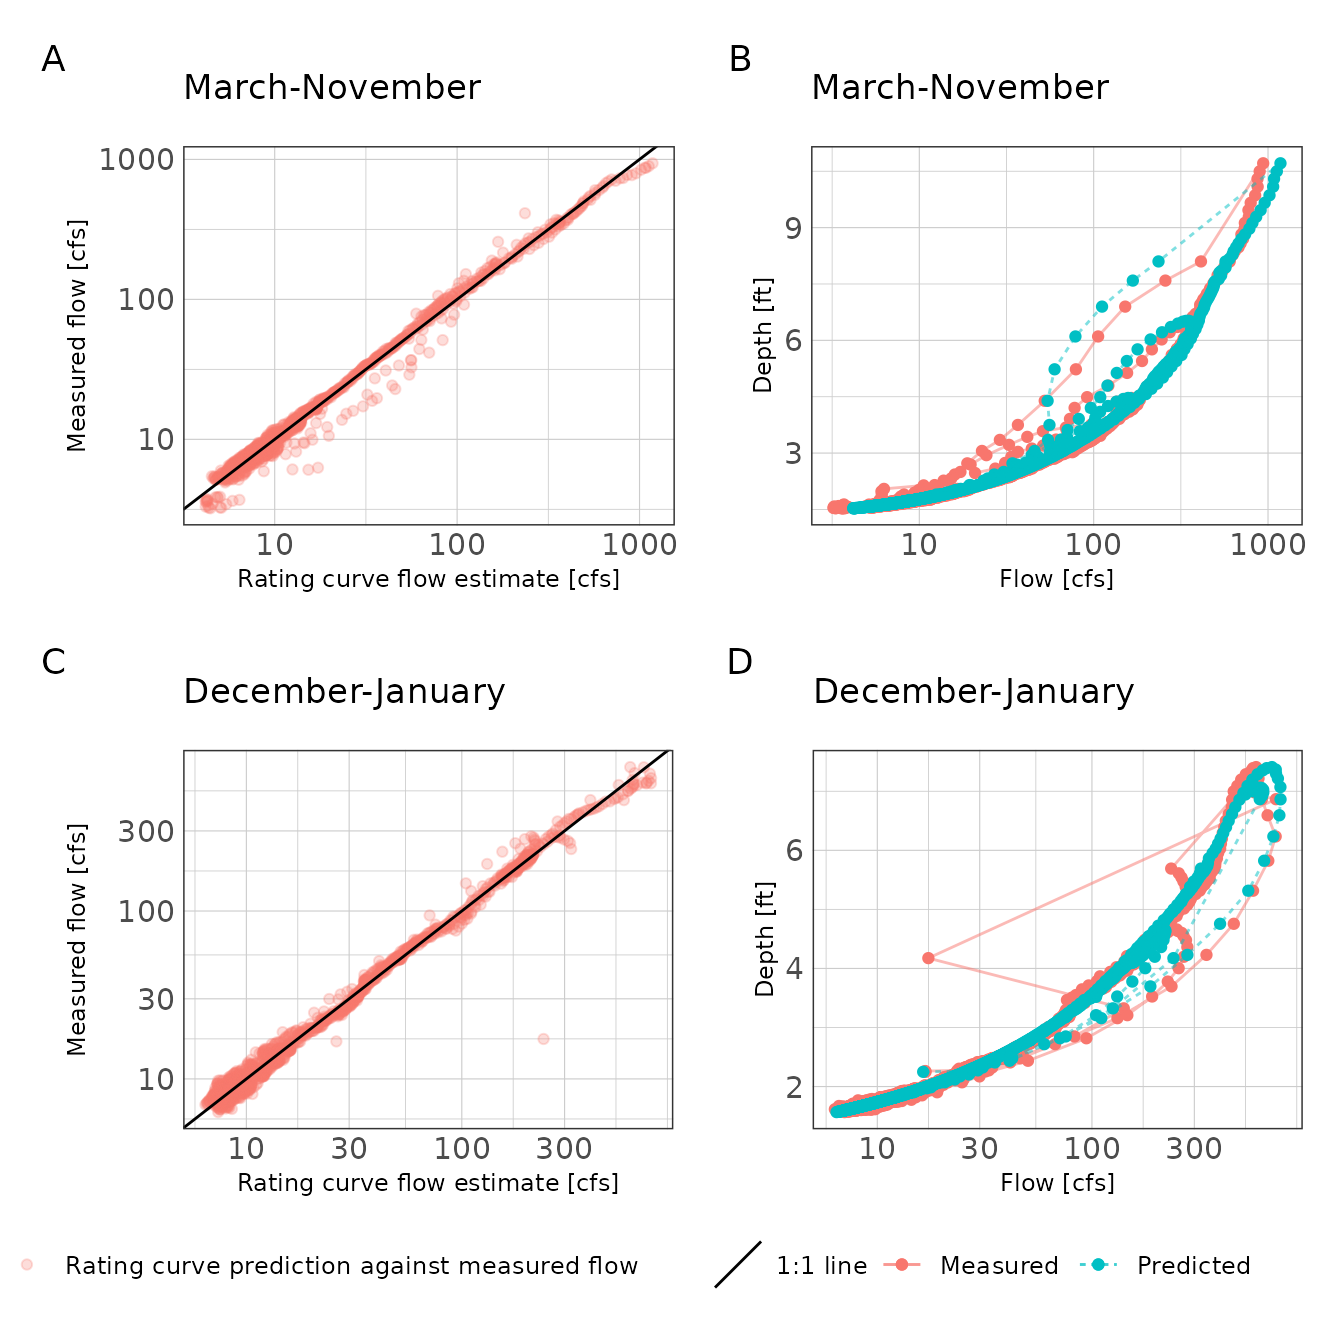 A
March-November
1000
100
10
Measured flow [cfs]
10 100 1000
Rating curve flow estimate [cfs]
B
March-November
9
6
3
Depth [ft]
10 100 1000
Flow [cfs]
C
December-January
300
100
30
10
Measured flow [cfs]
10 30 100 300
Rating curve flow estimate [cfs]
D
December-January
6
4
2
Depth [ft]
10 30 100 300
Flow [cfs]
Rating curve prediction against measured flow 1:1 line Measured Predicted